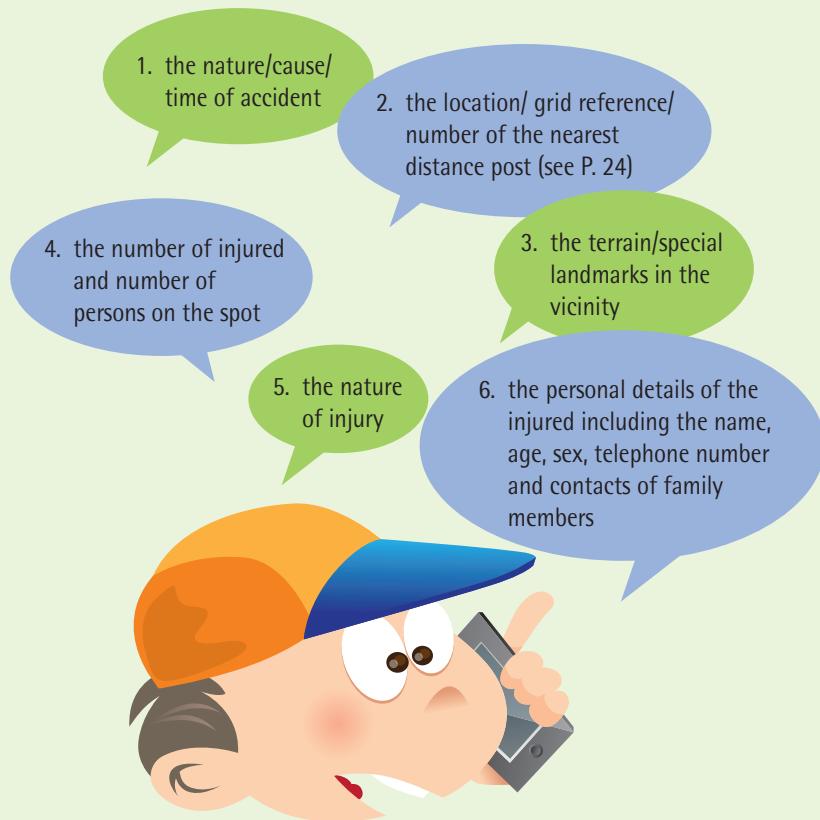 1. the nature/cause/
time of accident
2. the location/ grid reference/
number of the nearest
distance post (see P. 24)
3. the terrain/special
landmarks in the
vicinity
4. the number of injured
and number of
persons on the spot
5. the nature
of injury
6. the personal details of the
injured including the name,
age, sex, telephone number
and contacts of family
members